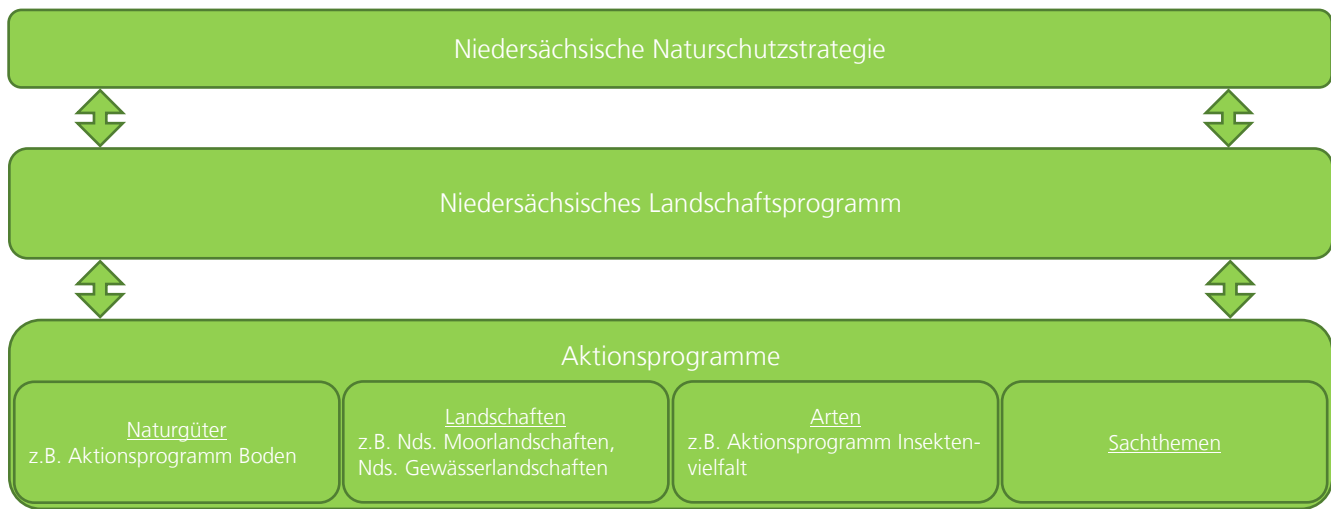 Niedersächsische Naturschutzstrategie
Niedersächsisches Landschaftsprogramm
Aktionsprogramme
Naturgüter
z.B. Aktionsprogramm Boden
Landschaften
z.B. Nds. Moorlandschaften,
Nds. Gewässerlandschaften
Arten
z.B. Aktionsprogramm Insekten-
vielfalt
Sachthemen